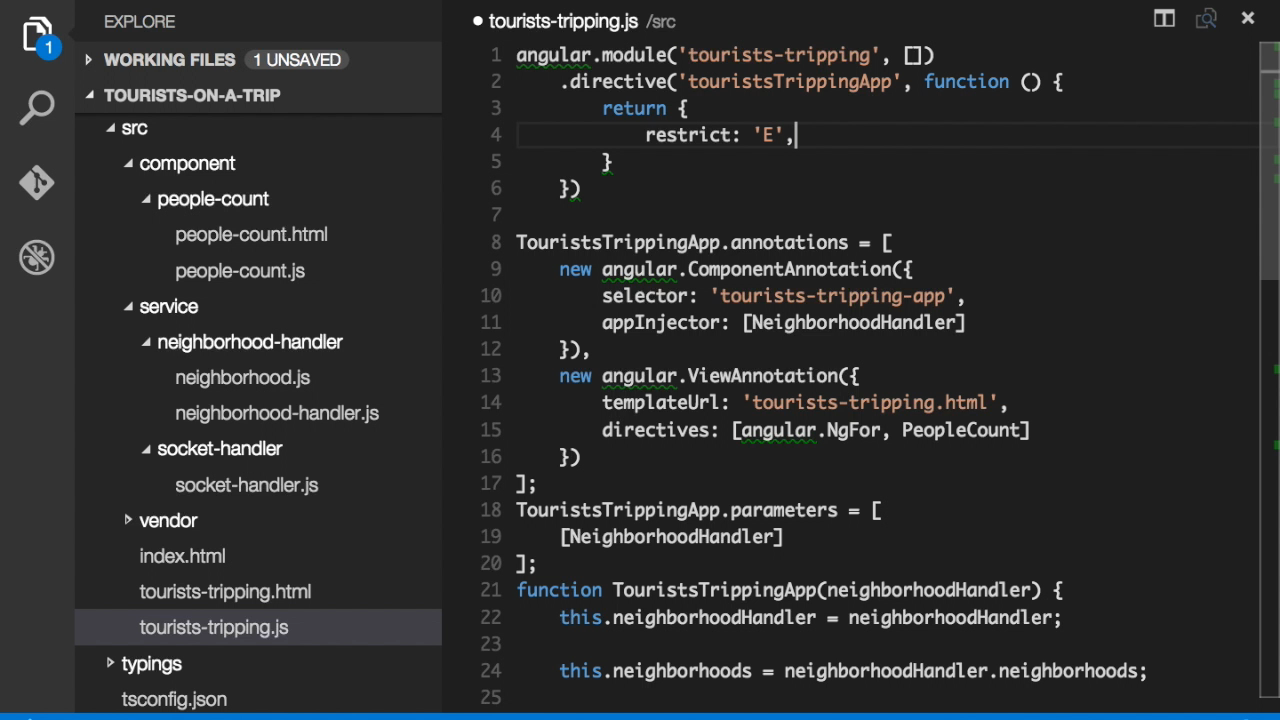 EXPLORE
1
WORKING FILES 1 UNSAVED
TOURISTS-ON-A-TRIP
src
component
people-count
people-count.html
people-count.js
service
neighborhood-handler
neighborhood.js
neighborhood-handler.js
socket-handler
socket-handler.js
vendor
index.html
tourists-tripping.html
tourists-tripping.js
typings
tsconfig.json
tourists-tripping.js /src
1 angular.module('tourists-tripping', [])
2 .directive('touristsTrippingApp', function () {
3 return {
4 restrict: 'E',
5 }
6 })
7
8 TouristsTrippingApp.annotations = [
9 new angular.ComponentAnnotation({
10 selector: 'tourists-tripping-app',
11 appInjector: [NeighborhoodHandler]
12 }),
13 new angular.ViewAnnotation({
14 templateUrl: 'tourists-tripping.html',
15 directives: [angular.NgFor, PeopleCount]
16 })
17 ];
18 TouristsTrippingApp.parameters = [
19 [NeighborhoodHandler]
20 ];
21 function TouristsTrippingApp(neighborhoodHandler) {
22 this.neighborhoodHandler = neighborhoodHandler;
23
24 this.neighborhoods = neighborhoodHandler.neighborhoods;
25